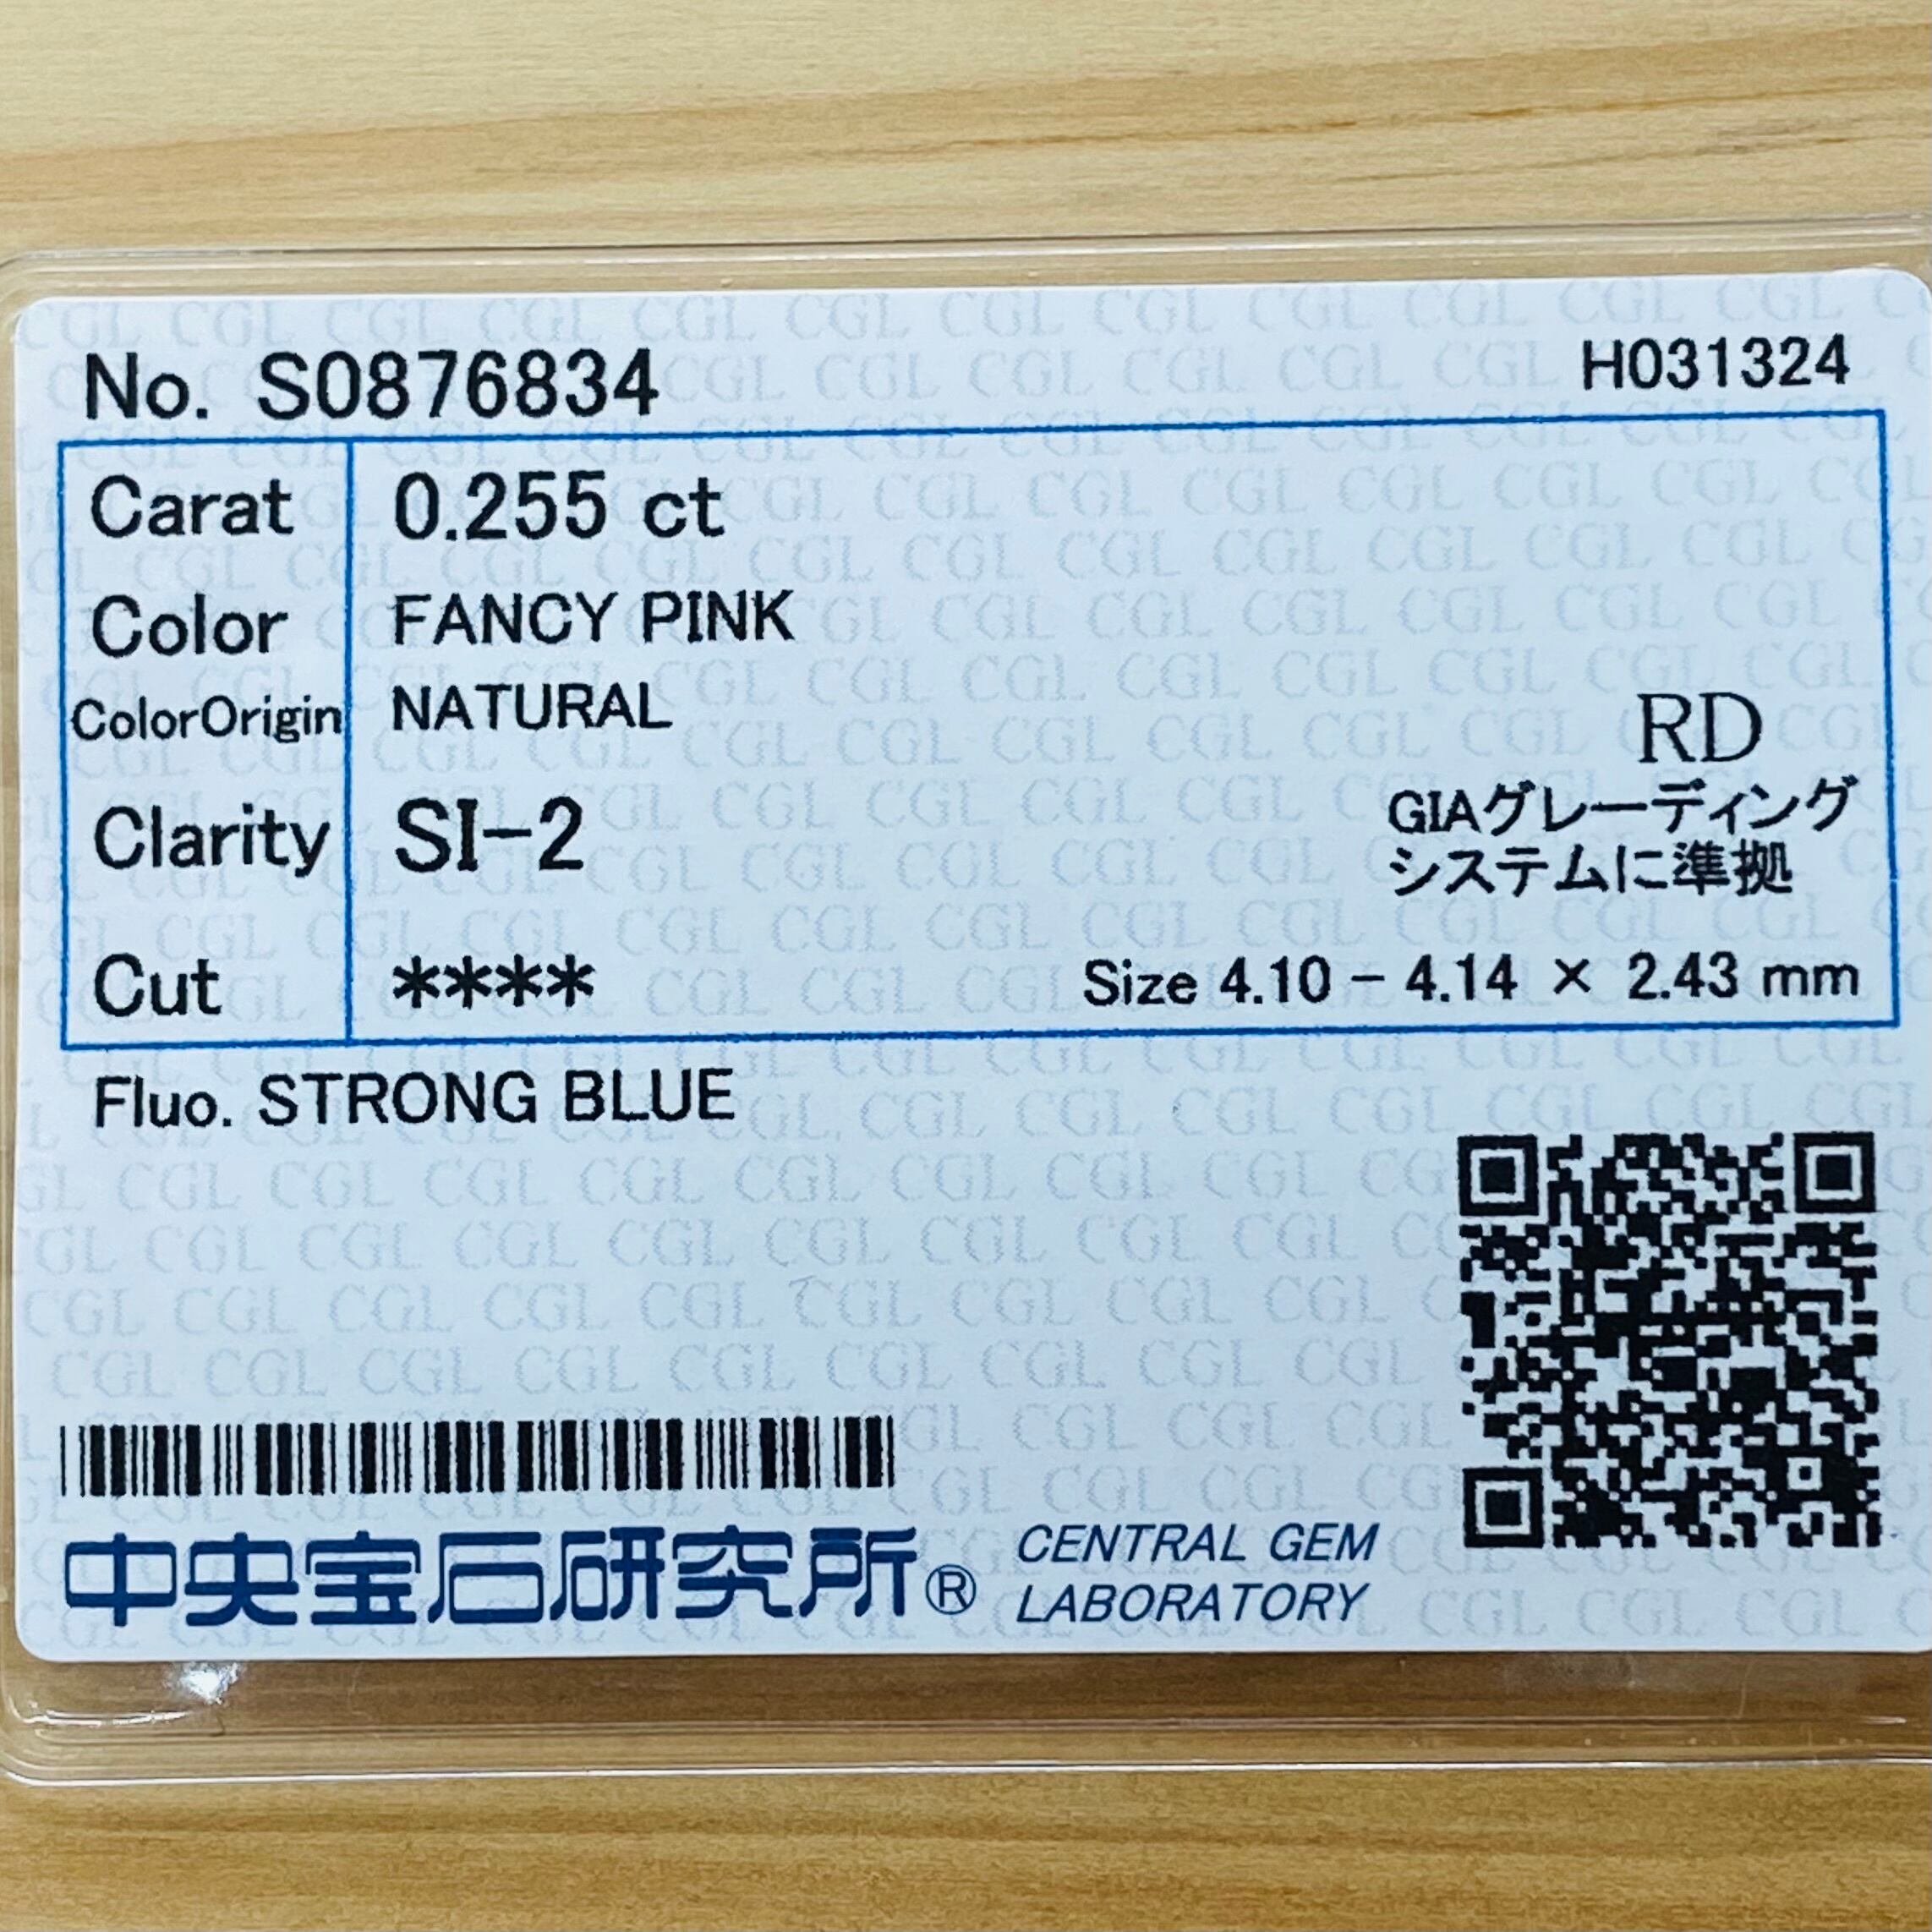 No. S0876834 H031324
Carat 0.255 ct
Color FANCY PINK
ColorOrigin NATURAL
RD
Clarity SI-2
GIAグレーディング
システムに準拠
Cut **** Size 4.10 - 4.14 × 2.43 mm
Fluo. STRONG BLUE
中央宝石研究所® CENTRAL GEM
LABORATORY